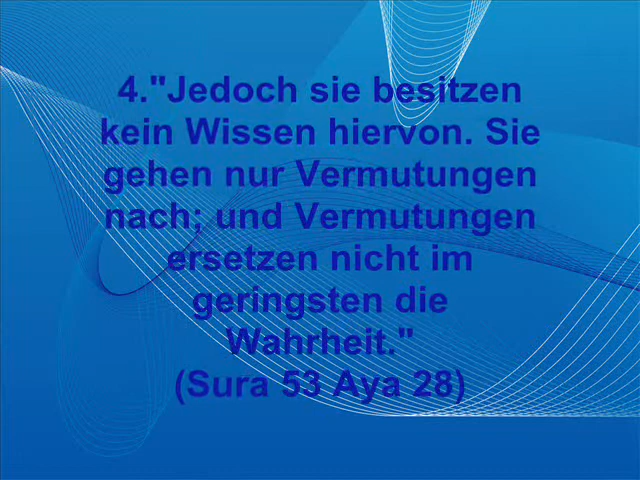 4."Jedoch sie besitzen
kein Wissen hiervon. Sie
gehen nur Vermutungen
nach; und Vermutungen
ersetzen nicht im
geringsten die
Wahrheit."
(Sura 53 Aya 28)